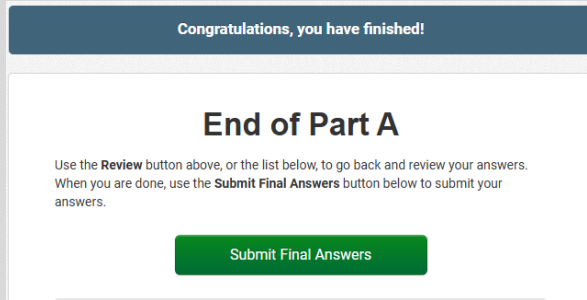 Congratulations, you have finished!
End of Part A
Use the Review button above, or the list below, to go back and review your answers.
When you are done, use the Submit Final Answers button below to submit your
answers.
Submit Final Answers